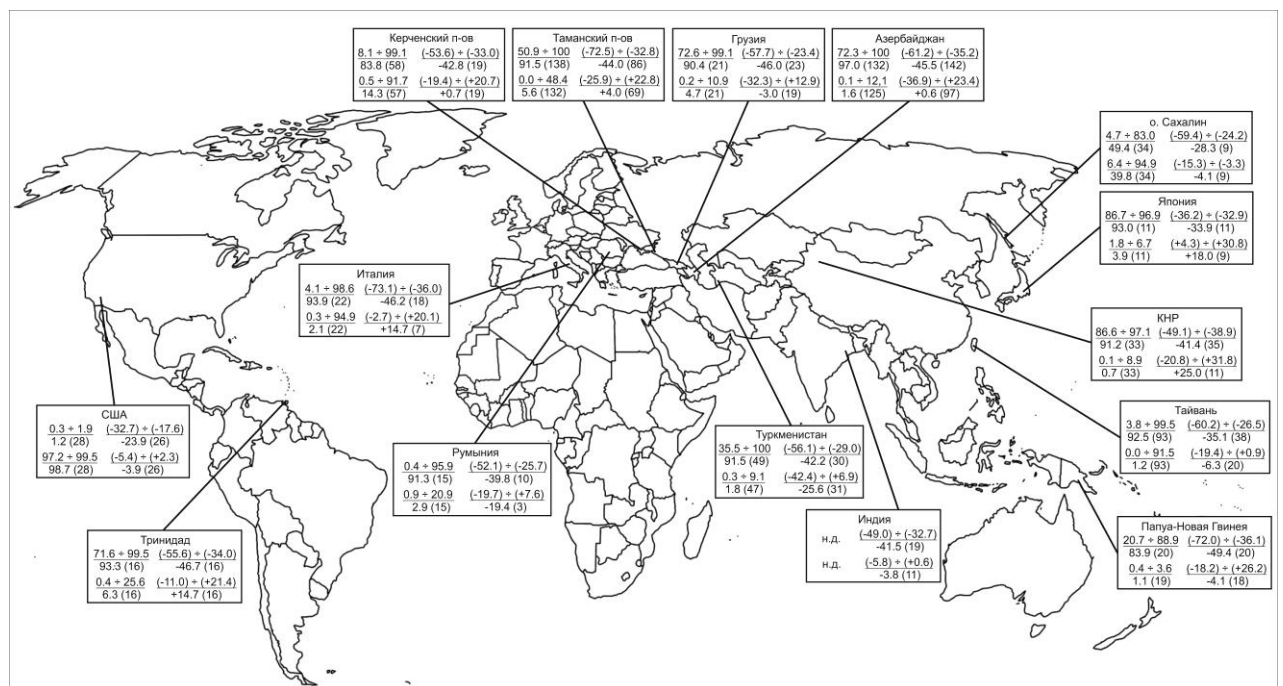 Керченский п-ов
8.1 ÷ 99.1 (-53.6) ÷ (-33.0)
83.8 (58) -42.8 (19)
0.5 ÷ 91.7 (-19.4) ÷ (+20.7)
14.3 (57) +0.7 (19)
Таманский п-ов
50.9 ÷ 100 (-72.5) ÷ (-32.8)
91.5 (138) -44.0 (86)
0.0 ÷ 48.4 (-25.9) ÷ (+22.8)
5.6 (132) +4.0 (69)
Грузия
72.6 ÷ 99.1 (-57.7) ÷ (-23.4)
90.4 (21) -46.0 (23)
0.2 ÷ 10.9 (-32.3) ÷ (+12.9)
4.7 (21) -3.0 (19)
Азербайджан
72.3 ÷ 100 (-61.2) ÷ (-35.2)
97.0 (132) -45.5 (142)
0.1 ÷ 12,1 (-36.9) ÷ (+23.4)
1.6 (125) +0.6 (97)
о. Сахалин
4.7 ÷ 83.0 (-59.4) ÷ (-24.2)
49.4 (34) -28.3 (9)
6.4 ÷ 94.9 (-15.3) ÷ (-3.3)
39.8 (34) -4.1 (9)
Япония
86.7 ÷ 96.9 (-36.2) ÷ (-32.9)
93.0 (11) -33.9 (11)
1.8 ÷ 6.7 (+4.3) ÷ (+30.8)
3.9 (11) +18.0 (9)
Италия
4.1 ÷ 98.6 (-73.1) ÷ (-36.0)
93.9 (22) -46.2 (18)
0.3 ÷ 94.9 (-2.7) ÷ (+20.1)
2.1 (22) +14.7 (7)
КНР
86.6 ÷ 97.1 (-49.1) ÷ (-38.9)
91.2 (33) -41.4 (35)
0.1 ÷ 8.9 (-20.8) ÷ (+31.8)
0.7 (33) +25.0 (11)
США
0.3 ÷ 1.9 (-32.7) ÷ (-17.6)
1.2 (28) -23.9 (26)
97.2 ÷ 99.5 (-5.4) ÷ (+2.3)
98.7 (28) -3.9 (26)
Тайвань
3.8 ÷ 99.5 (-60.2) ÷ (-26.5)
92.5 (93) -35.1 (38)
0.0 ÷ 91.5 (-19.4) ÷ (+0.9)
1.2 (93) -6.3 (20)
Румыния
0.4 ÷ 95.9 (-52.1) ÷ (-25.7)
91.3 (15) -39.8 (10)
0.9 ÷ 20.9 (-19.7) ÷ (+7.6)
2.9 (15) -19.4 (3)
Туркменистан
35.5 ÷ 100 (-56.1) ÷ (-29.0)
91.5 (49) -42.2 (30)
0.3 ÷ 9.1 (-42.4) ÷ (+6.9)
1.8 (47) -25.6 (31)
Тринидад
71.6 ÷ 99.5 (-55.6) ÷ (-34.0)
93.3 (16) -46.7 (16)
0.4 ÷ 25.6 (-11.0) ÷ (+21.4)
6.3 (16) +14.7 (16)
Индия
н.д. (-49.0) ÷ (-32.7)
-41.5 (19)
н.д. (-5.8) ÷ (+0.6)
-3.8 (11)
Папуа-Новая Гвинея
20.7 ÷ 88.9 (-72.0) ÷ (-36.1)
83.9 (20) -49.4 (20)
0.4 ÷ 3.6 (-18.2) ÷ (+26.2)
1.1 (19) -4.1 (18)